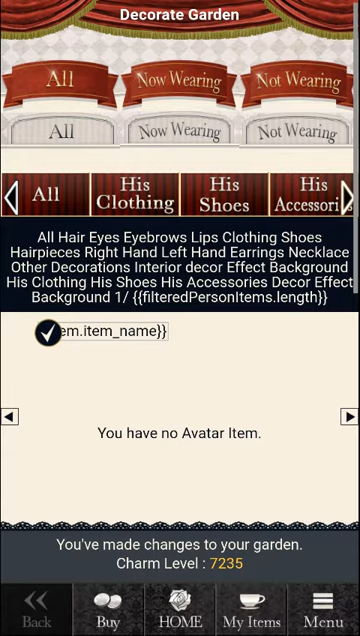 Decorate Garden
All Now Wearing Not Wearing
All Now Wearing Not Wearing
All His Clothing His Shoes His Accessori
All Hair Eyes Eyebrows Lips Clothing Shoes
Hairpieces Right Hand Left Hand Earrings Necklace
Other Decorations Interior decor Effect Background
His Clothing His Shoes His Accessories Decor Effect
Background 1/ {{filteredPersonItems.length}}
em.item_name}}
You have no Avatar Item.
You've made changes to your garden.
Charm Level : 7235
Back Buy HOME My Items Menu